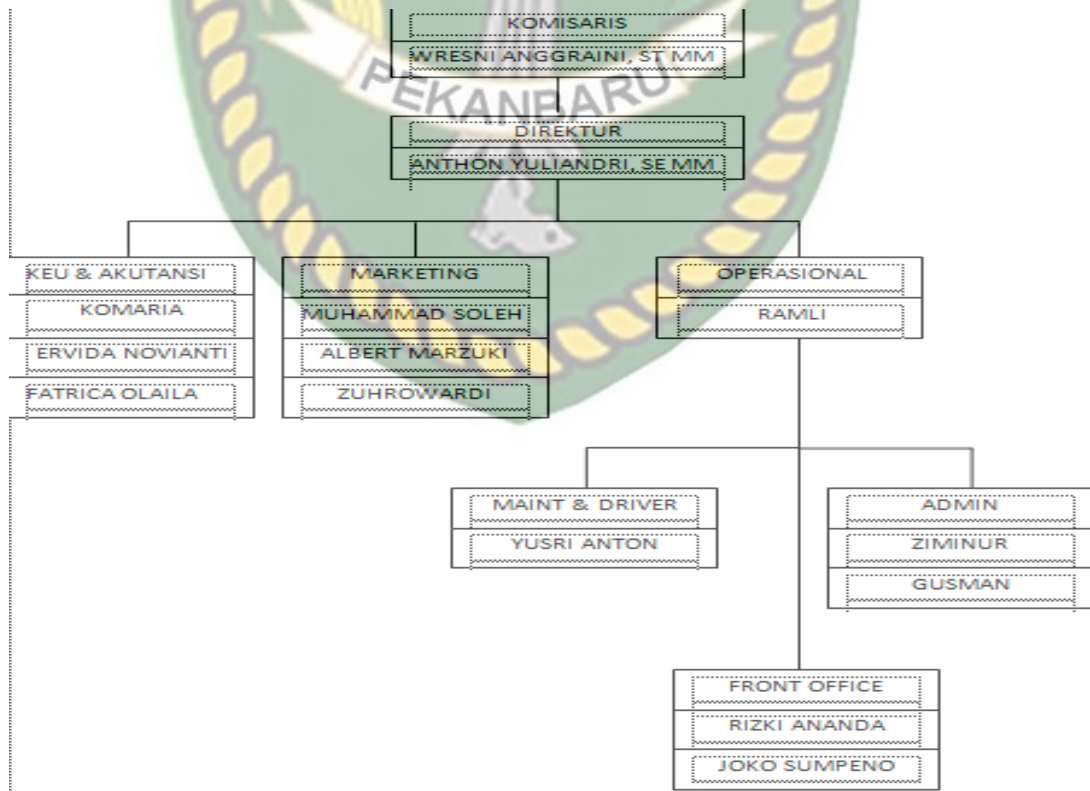 KOMISARIS
WRESNI ANGGRAINI, ST MM
PEKANBARU
DIREKTUR
ANTHON YULIANDRI, SE MM
KEU & AKUTANSI
KOMARIA
ERVIDA NOVIANTI
FATRICA OLAILA
MARKETING
MUHAMMAD SOLEH
ALBERT MARZUKI
ZUHROWARDI
OPERASIONAL
RAMLI
MAINT & DRIVER
YUSRI ANTON
ADMIN
ZIMINUR
GUSMAN
FRONT OFFICE
RIZKI ANANDA
JOKO SUMPENO